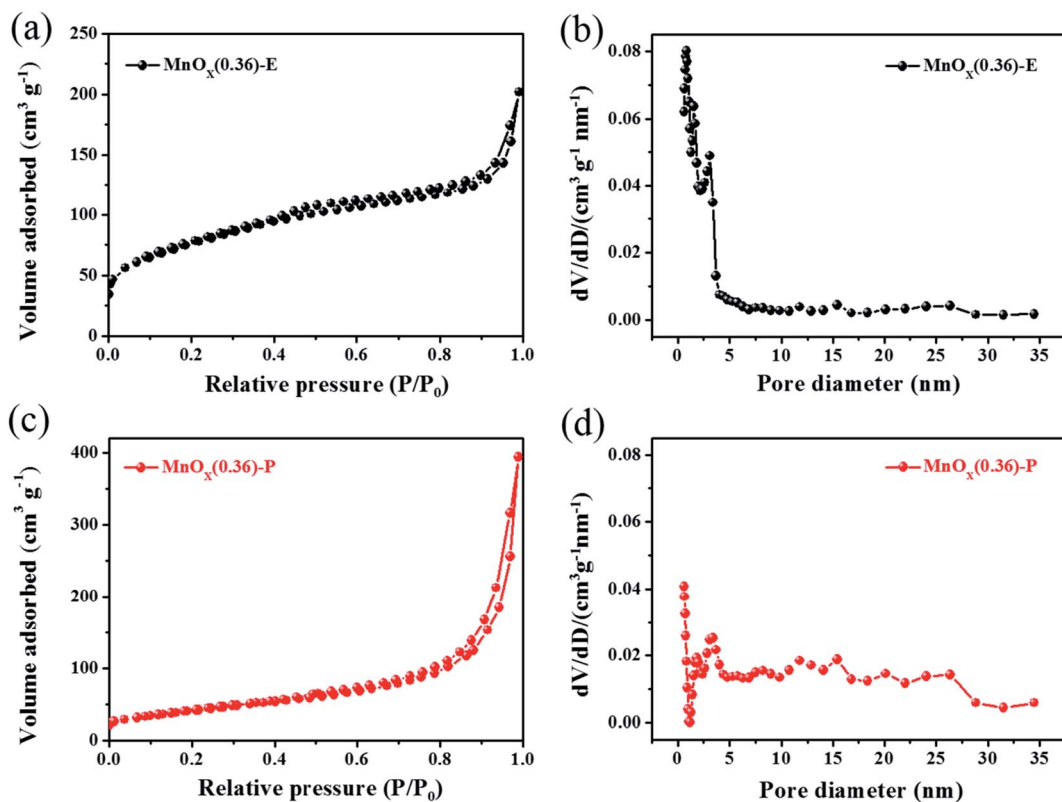 (a)
MnOₓ(0.36)-E
Volume adsorbed (cm³ g⁻¹)
250
200
150
100
50
0
0.0 0.2 0.4 0.6 0.8 1.0
Relative pressure (P/P₀)
(b)
MnOₓ(0.36)-E
dV/dD/(cm³ g⁻¹ nm⁻¹)
0.08
0.06
0.04
0.02
0.00
0 5 10 15 20 25 30 35
Pore diameter (nm)
(c)
MnOₓ(0.36)-P
Volume adsorbed (cm³ g⁻¹)
400
300
200
100
0
0.0 0.2 0.4 0.6 0.8 1.0
Relative pressure (P/P₀)
(d)
MnOₓ(0.36)-P
dV/dD/(cm³g⁻¹nm⁻¹)
0.08
0.06
0.04
0.02
0.00
0 5 10 15 20 25 30 35
Pore diameter (nm)